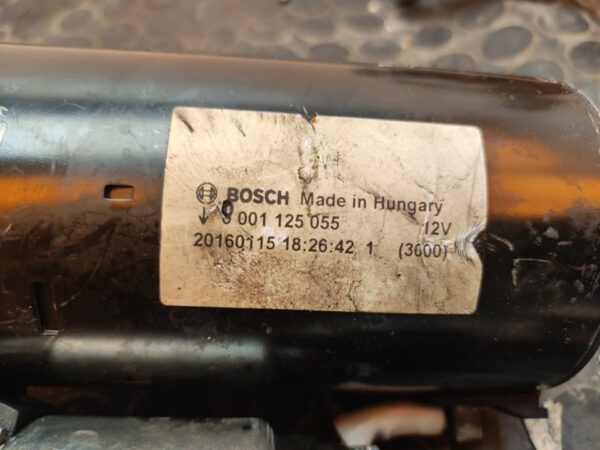 BOSCH Made in Hungary
0 001 125 055 12V
20160115 18:26:42 1 (3000)